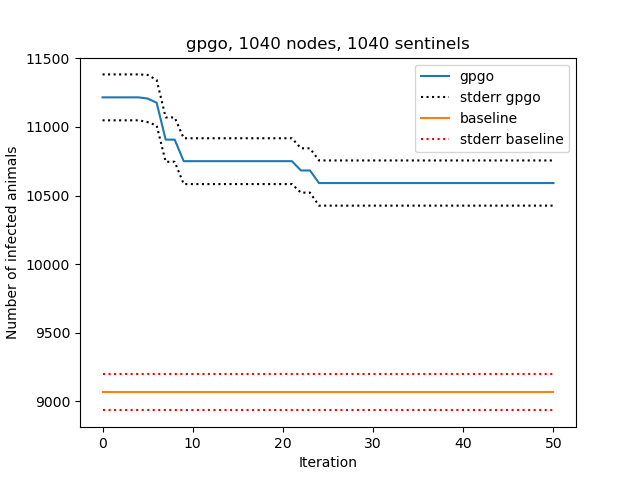 gpgo, 1040 nodes, 1040 sentinels
Number of infected animals
11500
11000
10500
10000
9500
9000
gpgo
stderr gpgo
baseline
stderr baseline
0 10 20 30 40 50
Iteration